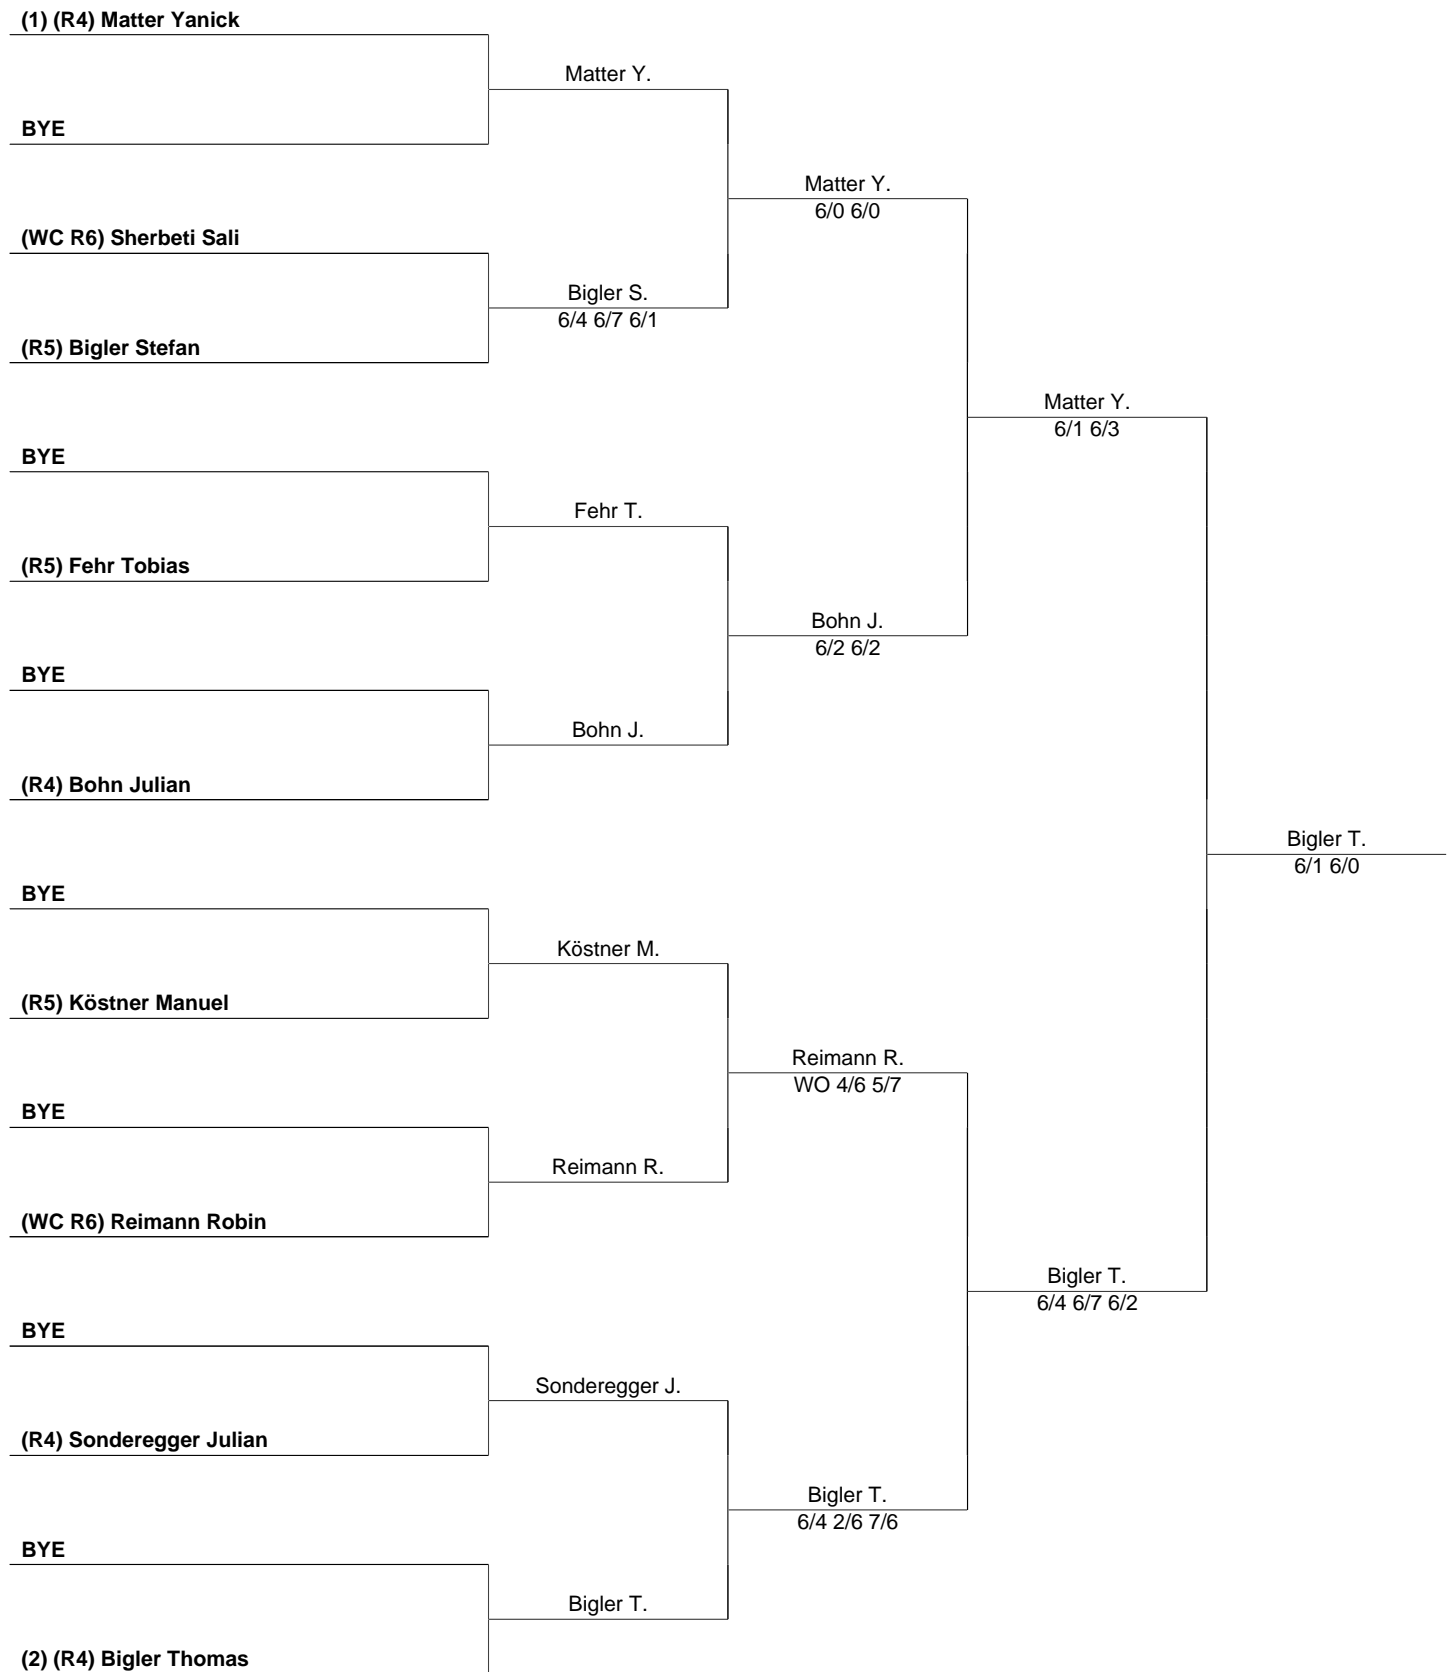 (1) (R4) Matter Yanick
Matter Y.
BYE
Matter Y.
6/0 6/0
(WC R6) Sherbeti Sali
Bigler S.
6/4 6/7 6/1
(R5) Bigler Stefan
Matter Y.
6/1 6/3
BYE
Fehr T.
(R5) Fehr Tobias
Bohn J.
6/2 6/2
BYE
Bohn J.
(R4) Bohn Julian
Bigler T.
6/1 6/0
BYE
Köstner M.
(R5) Köstner Manuel
Reimann R.
WO 4/6 5/7
BYE
Reimann R.
(WC R6) Reimann Robin
Bigler T.
6/4 6/7 6/2
BYE
Sonderegger J.
(R4) Sonderegger Julian
Bigler T.
6/4 2/6 7/6
BYE
Bigler T.
(2) (R4) Bigler Thomas